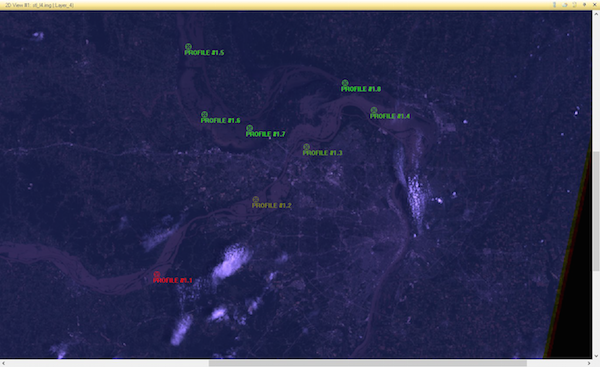 2D View #1: ct_l4.img (:Layer_4)
PROFILE #1.5
PROFILE #1.8
PROFILE #1.4
PROFILE #1.6
PROFILE #1.7
PROFILE #1.3
PROFILE #1.2
PROFILE #1.1